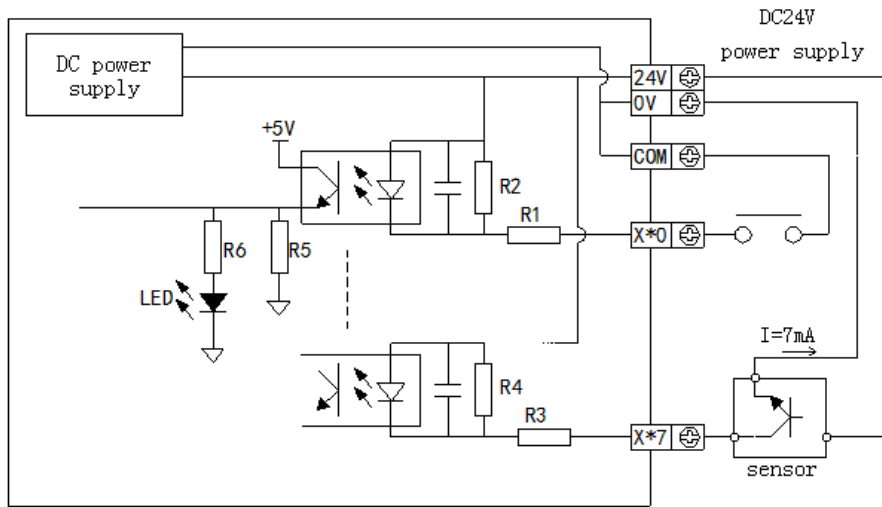 DC24V
power supply
DC power
supply
24V
0V
+5V
COM
R2
R1
X*0
R6
R5
LED
I=7mA
R4
R3
X*7
sensor